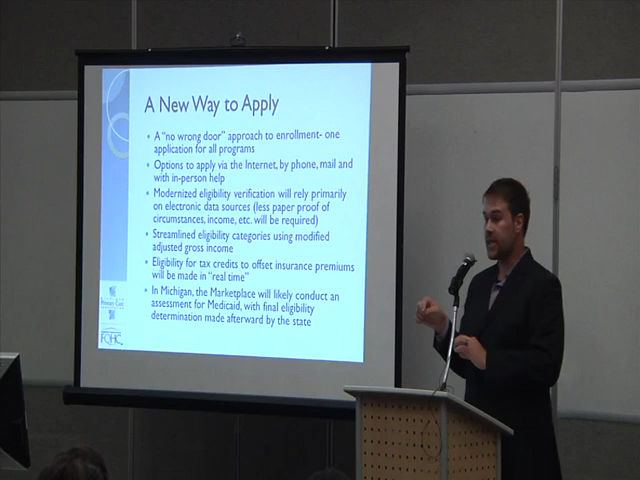 A New Way to Apply
• A "no wrong door" approach to enrollment- one
application for all programs
• Options to apply via the Internet, by phone, mail and
with in-person help
• Modernized eligibility verification will rely primarily
on electronic data sources (less paper proof of
circumstances, income, etc. will be required)
• Streamlined eligibility categories using modified
adjusted gross income
• Eligibility for tax credits to offset insurance premiums
will be made in "real time"
• In Michigan, the Marketplace will likely conduct an
assessment for Medicaid, with final eligibility
determination made afterward by the state
Primary Care
FQHC